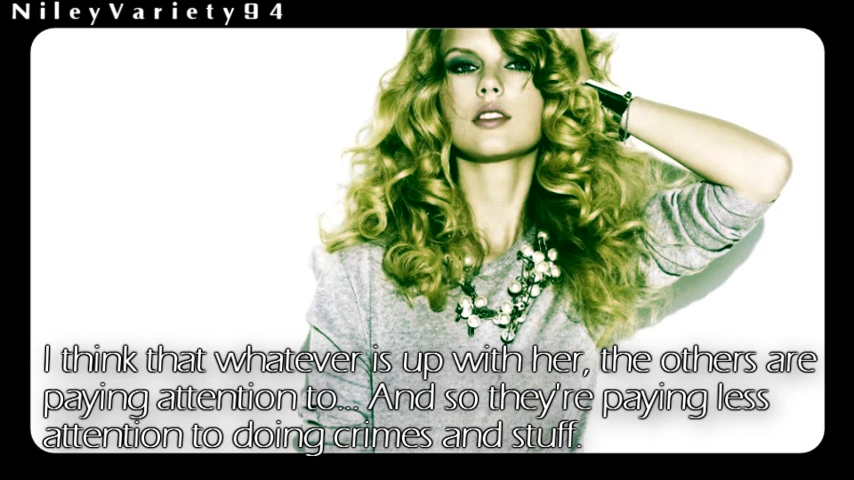 NileyVariety94
I think that whatever is up with her, the others are
paying attention to... And so they're paying less
attention to doing crimes and stuff.